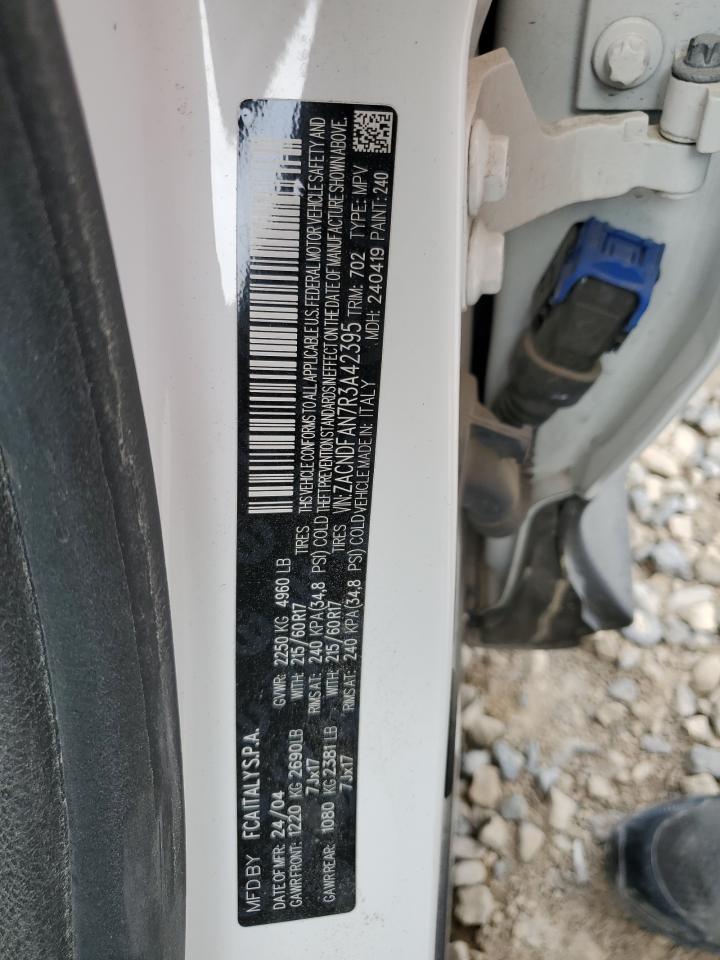 MFD BY FCA ITALY S.P.A.
DATE OF MFR: 24/04 GVWR: 2250 KG 4960 LB
GAWR FRONT: 1220 KG 2690 LB WITH: 215/60R17 TIRES
7Jx17 RIMS AT: 240 KPA(34,8 PSI) COLD
GAWR REAR: 1080 KG 2381 LB WITH: 215/60R17 TIRES
7Jx17 RIMS AT: 240 KPA(34,8 PSI) COLD
THIS VEHICLE CONFORMS TO ALL APPLICABLE U.S. FEDERAL MOTOR VEHICLE SAFETY AND
THEFT PREVENTION STANDARDS IN EFFECT ON THE DATE OF MANUFACTURE SHOWN ABOVE.
VIN: ZACNDFAN7R3A42395 TRIM: 702 TYPE: MPV
VEHICLE MADE IN: ITALY MDH: 240419 PAINT: 240